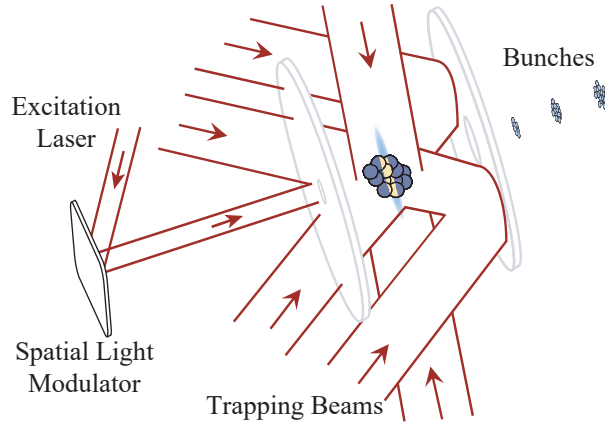 Bunches
Excitation
Laser
Spatial Light
Modulator
Trapping Beams